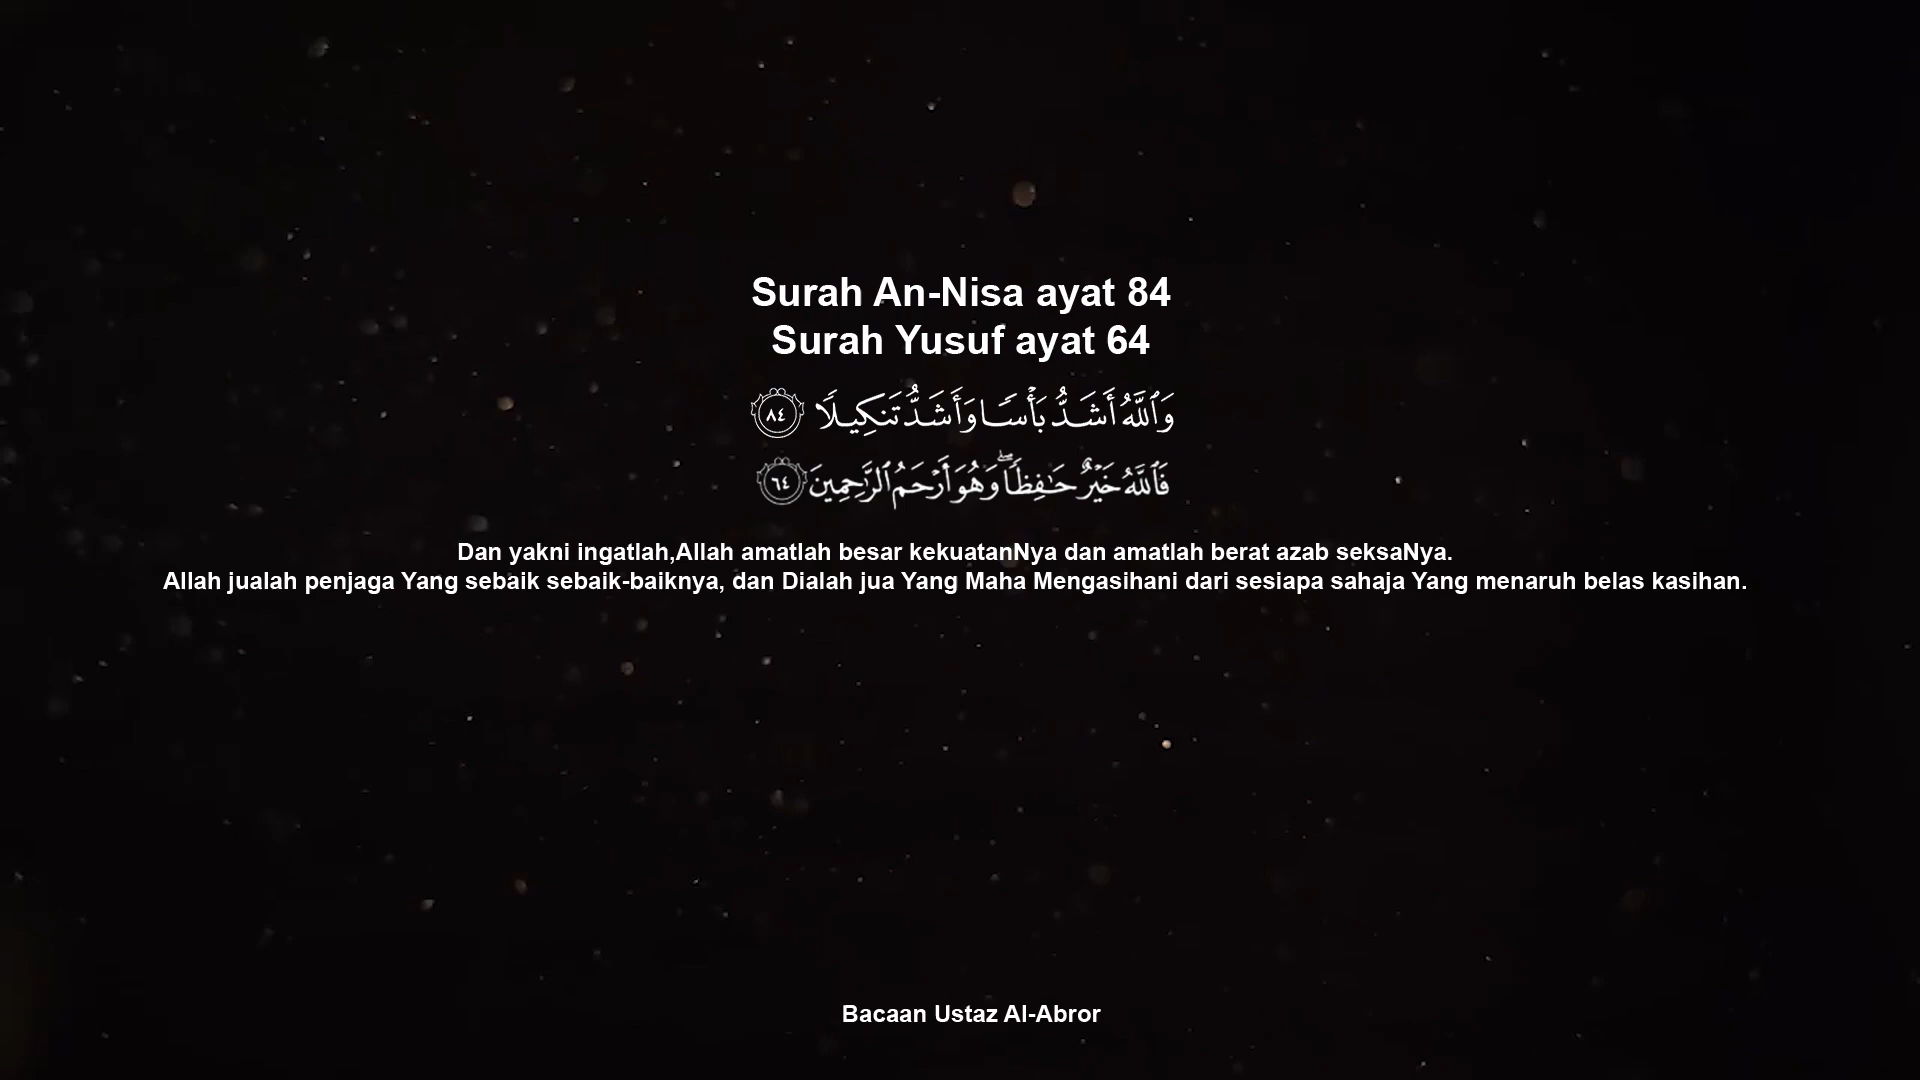 Surah An-Nisa ayat 84
Surah Yusuf ayat 64
وَٱللَّهُ أَشَدُّ بَأۡسٗا وَأَشَدُّ تَنكِيلٗا ٨٤
فَٱللَّهُ خَيۡرٌ حَٰفِظٗاۖ وَهُوَ أَرۡحَمُ ٱلرَّٰحِمِينَ ٦٤
Dan yakni ingatlah,Allah amatlah besar kekuatanNya dan amatlah berat azab seksaNya.
Allah jualah penjaga Yang sebaik sebaik-baiknya, dan Dialah jua Yang Maha Mengasihani dari sesiapa sahaja Yang menaruh belas kasihan.
Bacaan Ustaz Al-Abror